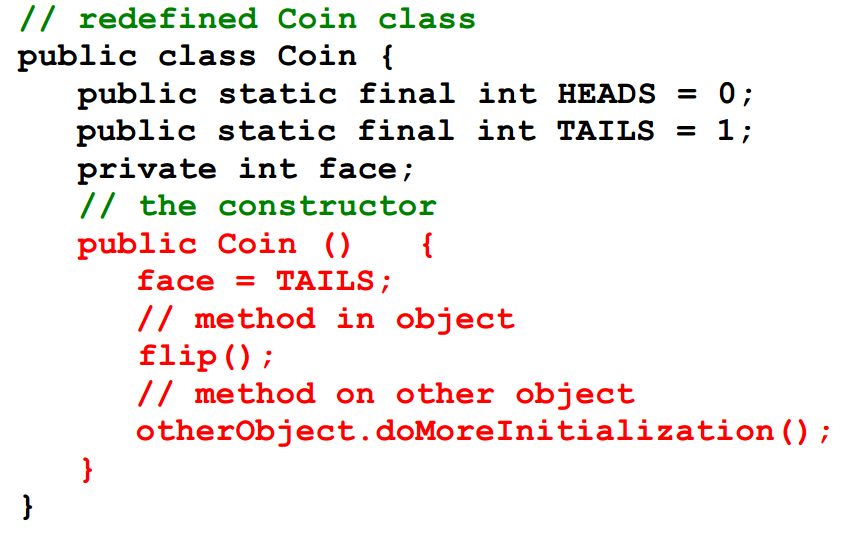 // redefined Coin class
public class Coin {
    public static final int HEADS = 0;
    public static final int TAILS = 1;
    private int face;
    // the constructor
    public Coin ()    {
        face = TAILS;
        // method in object
        flip();
        // method on other object
        otherObject.doMoreInitialization();
    }
}